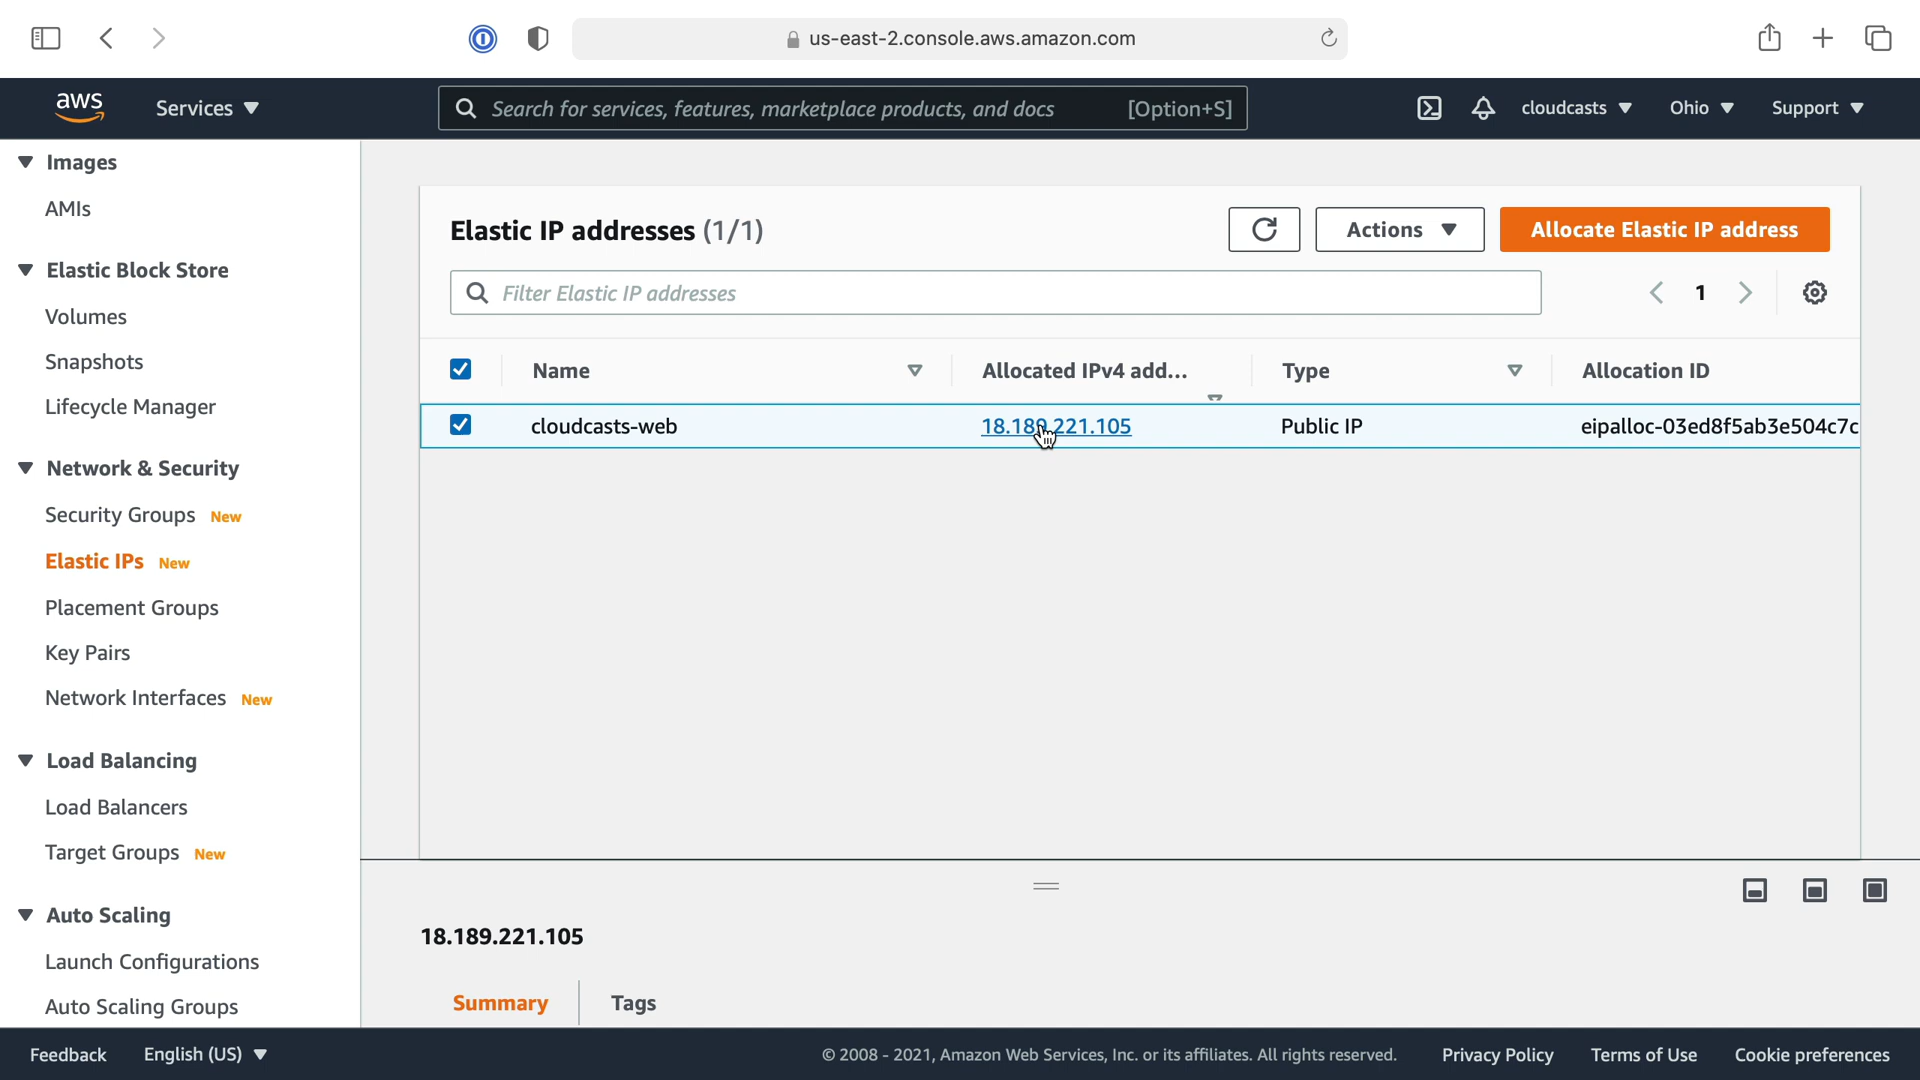 us-east-2.console.aws.amazon.com
aws
Services
Search for services, features, marketplace products, and docs
[Option+S]
cloudcasts
Ohio
Support
Images
AMIs
Elastic Block Store
Volumes
Snapshots
Lifecycle Manager
Network & Security
Security Groups New
Elastic IPs New
Placement Groups
Key Pairs
Network Interfaces New
Load Balancing
Load Balancers
Target Groups New
Auto Scaling
Launch Configurations
Auto Scaling Groups
Elastic IP addresses (1/1)
Actions
Allocate Elastic IP address
Filter Elastic IP addresses
1
Name
Allocated IPv4 add...
Type
Allocation ID
cloudcasts-web
18.189.221.105
Public IP
eipalloc-03ed8f5ab3e504c7c
18.189.221.105
Summary
Tags
Feedback
English (US)
© 2008 - 2021, Amazon Web Services, Inc. or its affiliates. All rights reserved.
Privacy Policy
Terms of Use
Cookie preferences